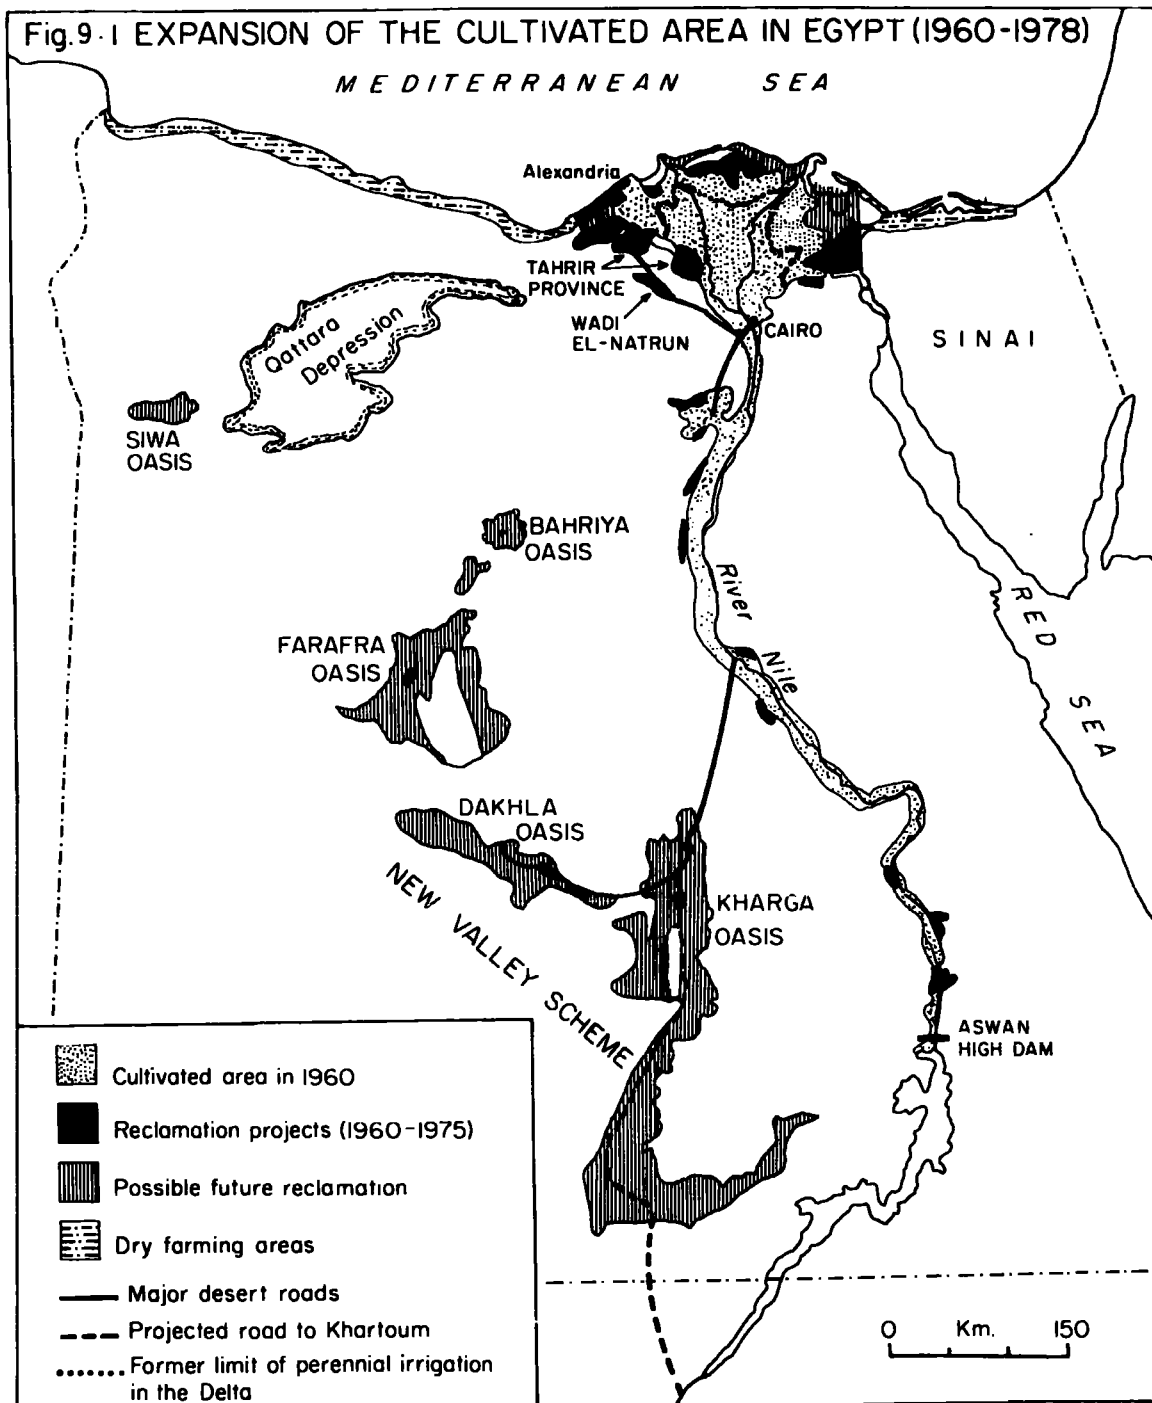 Fig. 9·1 EXPANSION OF THE CULTIVATED AREA IN EGYPT (1960-1978)
MEDITERRANEAN SEA
Alexandria
TAHRIR
PROVINCE
WADI
EL-NATRUN
CAIRO
SINAI
Qattara
Depression
SIWA
OASIS
BAHRIYA
OASIS
River
Nile
RED
SEA
FARAFRA
OASIS
DAKHLA
OASIS
NEW VALLEY SCHEME
KHARGA
OASIS
ASWAN
HIGH DAM
Cultivated area in 1960
Reclamation projects (1960-1975)
Possible future reclamation
Dry farming areas
Major desert roads
Projected road to Khartoum
Former limit of perennial irrigation
in the Delta
0 Km. 150